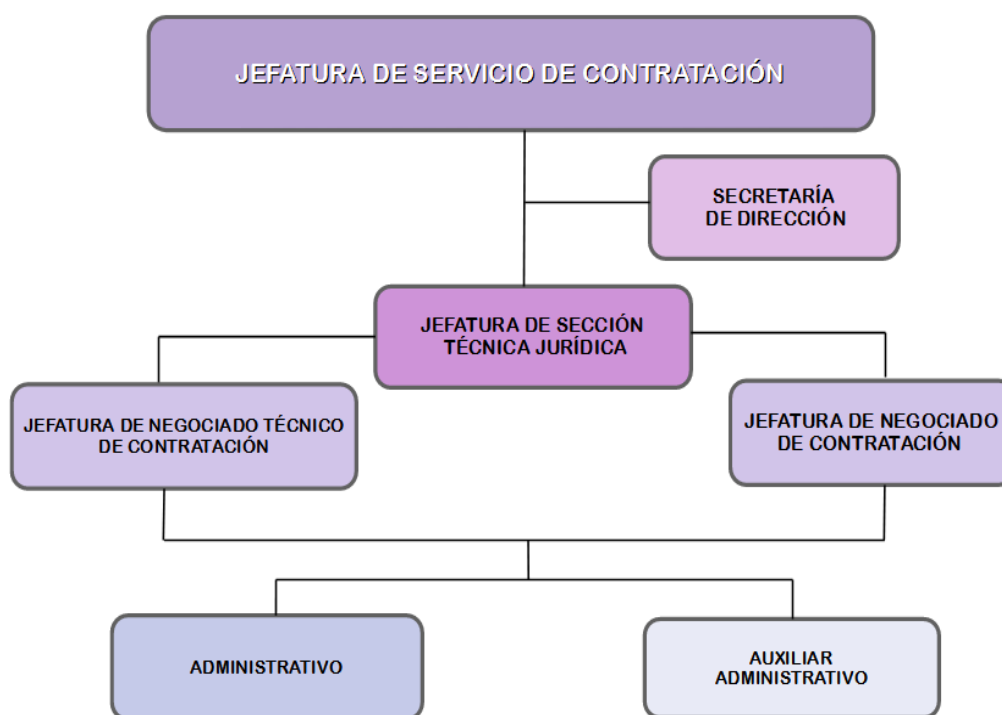 JEFATURA DE SERVICIO DE CONTRATACIÓN
SECRETARÍA
DE DIRECCIÓN
JEFATURA DE SECCIÓN
TÉCNICA JURÍDICA
JEFATURA DE NEGOCIADO TÉCNICO
DE CONTRATACIÓN
JEFATURA DE NEGOCIADO
DE CONTRATACIÓN
ADMINISTRATIVO
AUXILIAR
ADMINISTRATIVO